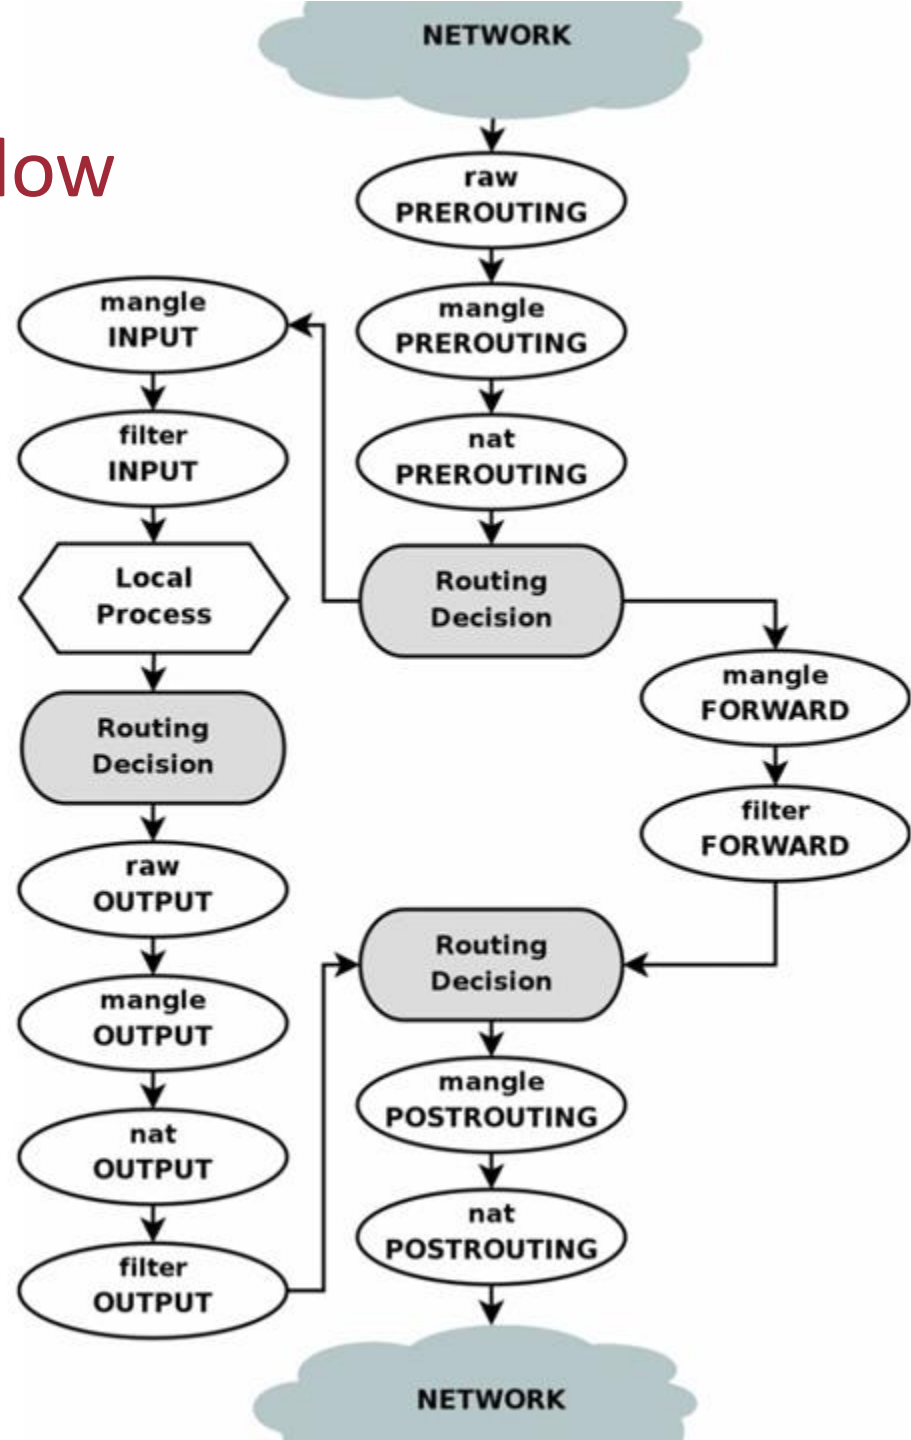 NETWORK
low
raw
PREROUTING
mangle
PREROUTING
nat
PREROUTING
Routing
Decision
mangle
INPUT
filter
INPUT
Local
Process
Routing
Decision
raw
OUTPUT
mangle
OUTPUT
nat
OUTPUT
filter
OUTPUT
mangle
FORWARD
filter
FORWARD
Routing
Decision
mangle
POSTROUTING
nat
POSTROUTING
NETWORK